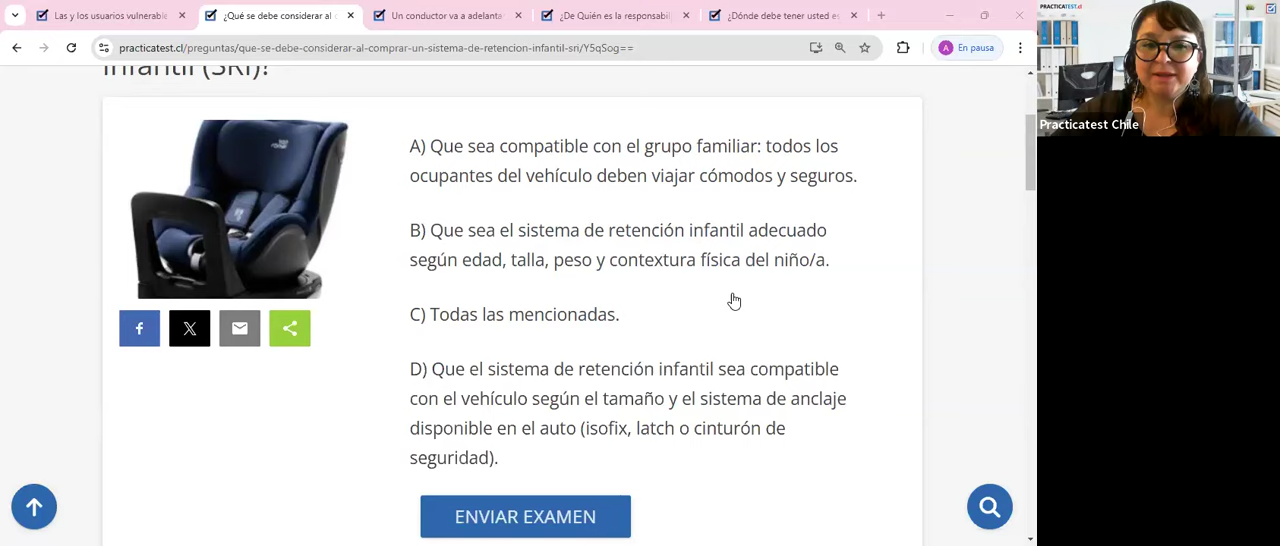 Las y los usuarios vulnerable
¿Qué se debe considerar al c
Un conductor va a adelanta
¿De Quién es la responsabil
¿Dónde debe tener usted es
practicatest.cl/preguntas/que-se-debe-considerar-al-comprar-un-sistema-de-retencion-infantil-sri/Y5qSog==
A
En pausa
PRACTICATEST.cl
Practicatest Chile
Infantil (SRI)?
A) Que sea compatible con el grupo familiar: todos los
ocupantes del vehículo deben viajar cómodos y seguros.
B) Que sea el sistema de retención infantil adecuado
según edad, talla, peso y contextura física del niño/a.
C) Todas las mencionadas.
D) Que el sistema de retención infantil sea compatible
con el vehículo según el tamaño y el sistema de anclaje
disponible en el auto (isofix, latch o cinturón de
seguridad).
ENVIAR EXAMEN